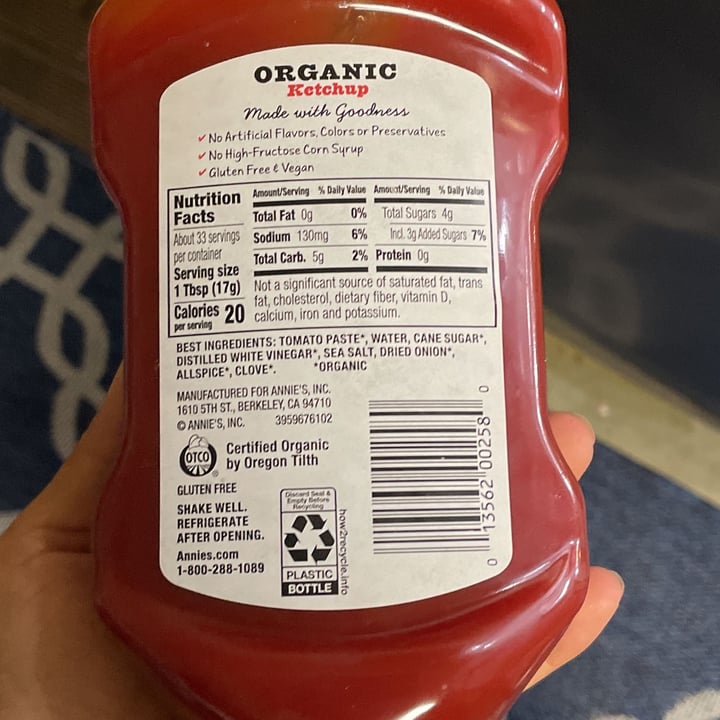 ORGANIC
Ketchup
Made with Goodness
✓ No Artificial Flavors, Colors or Preservatives
✓ No High-Fructose Corn Syrup
✓ Gluten Free & Vegan
Nutrition
Facts
About 33 servings
per container
Serving size
1 Tbsp (17g)
Calories 20
per serving
Amount/Serving % Daily Value Amount/Serving % Daily Value
Total Fat 0g 0% Total Sugars 4g
Sodium 130mg 6% Incl. 3g Added Sugars 7%
Total Carb. 5g 2% Protein 0g
Not a significant source of saturated fat, trans
fat, cholesterol, dietary fiber, vitamin D,
calcium, iron and potassium.
BEST INGREDIENTS: TOMATO PASTE*, WATER, CANE SUGAR*,
DISTILLED WHITE VINEGAR*, SEA SALT, DRIED ONION*,
ALLSPICE*, CLOVE*. *ORGANIC
MANUFACTURED FOR ANNIE'S, INC.
1610 5TH ST., BERKELEY, CA 94710
© ANNIE'S, INC. 3959676102
OTCO
®
Certified Organic
by Oregon Tilth
GLUTEN FREE
SHAKE WELL.
REFRIGERATE
AFTER OPENING.
Annies.com
1-800-288-1089
Discard Seal &
Empty Before
Recycling
PLASTIC
BOTTLE
how2recycle.info
0 13562 00258 0